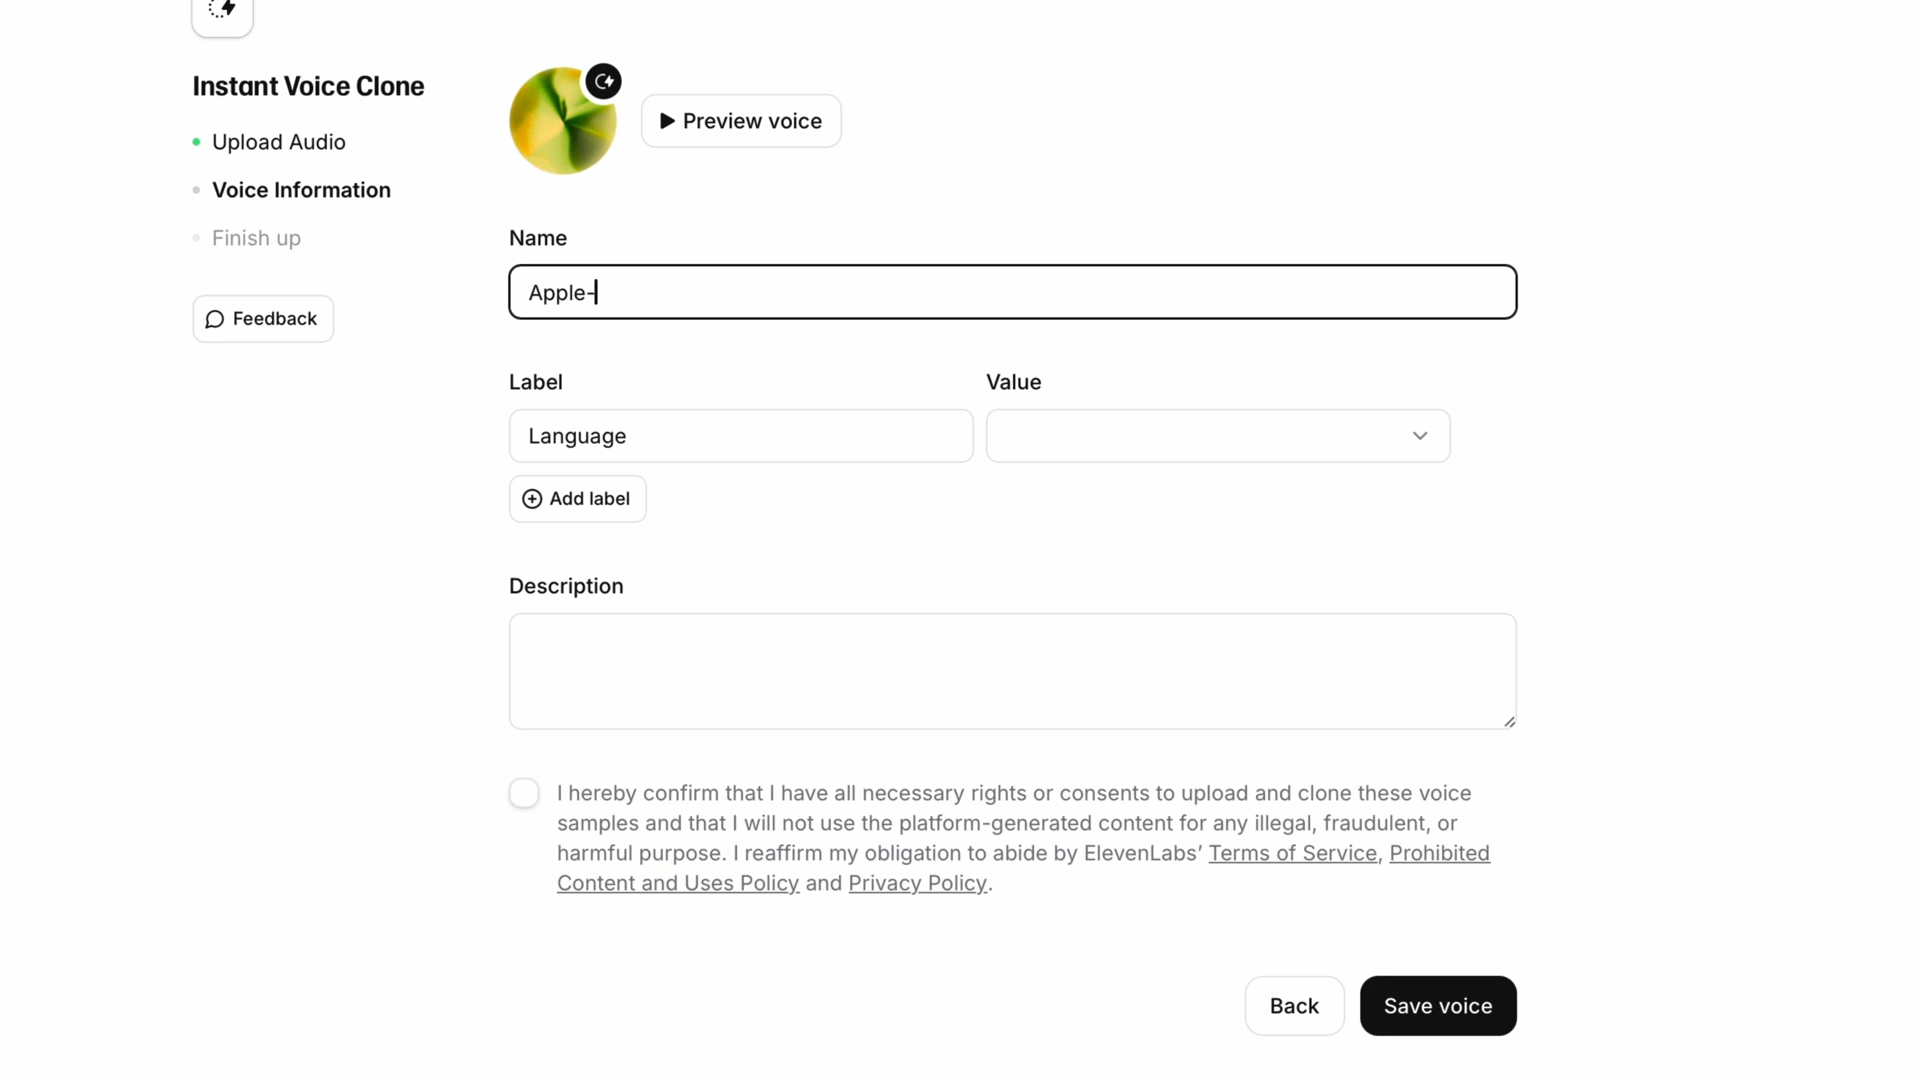 Instant Voice Clone
Upload Audio
Voice Information
Finish up
Feedback
Preview voice
Name
Apple-
Label
Value
Language
Add label
Description
I hereby confirm that I have all necessary rights or consents to upload and clone these voice
samples and that I will not use the platform-generated content for any illegal, fraudulent, or
harmful purpose. I reaffirm my obligation to abide by ElevenLabs’ Terms of Service, Prohibited
Content and Uses Policy and Privacy Policy.
Back
Save voice